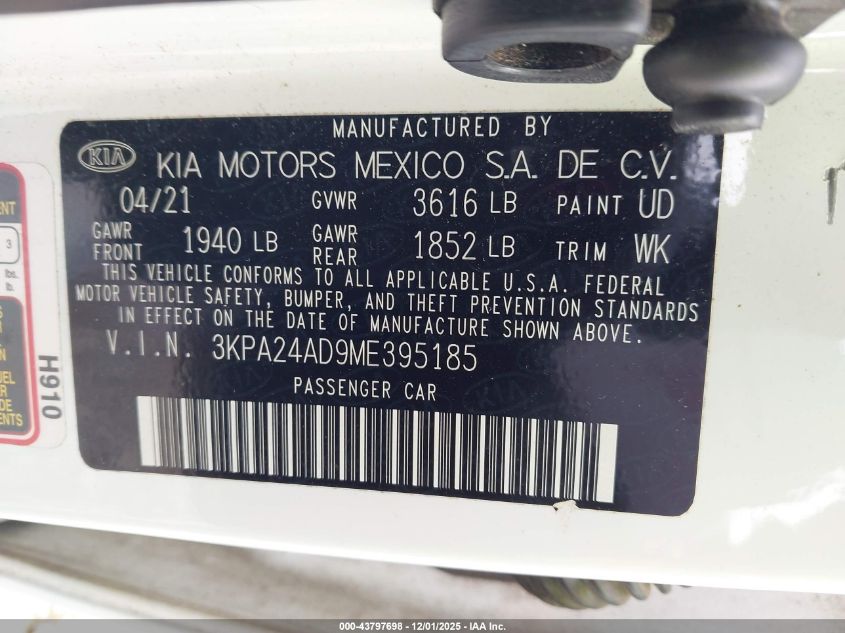 MANUFACTURED BY
KIA KIA MOTORS MEXICO S.A. DE C.V.
04/21 GVWR 3616 LB PAINT UD
GAWR FRONT 1940 LB GAWR REAR 1852 LB TRIM WK
THIS VEHICLE CONFORMS TO ALL APPLICABLE U.S.A. FEDERAL
MOTOR VEHICLE SAFETY, BUMPER, AND THEFT PREVENTION STANDARDS
IN EFFECT ON THE DATE OF MANUFACTURE SHOWN ABOVE.
V.I.N. 3KPA24AD9ME395185
PASSENGER CAR
H910
3
lbs.
lb.
000-43797698 - 12/01/2025 - IAA Inc.